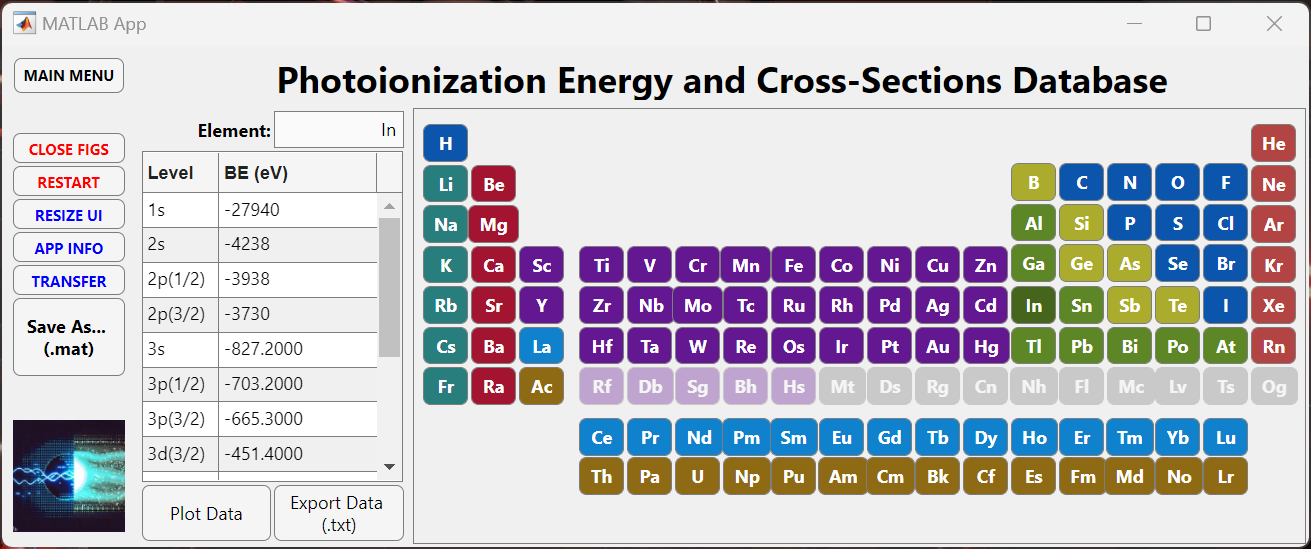 MATLAB App
MAIN MENU
Photoionization Energy and Cross-Sections Database
CLOSE FIGS
RESTART
RESIZE UI
APP INFO
TRANSFER
Save As...
(.mat)
Element: In
Level BE (eV)
1s -27940
2s -4238
2p(1/2) -3938
2p(3/2) -3730
3s -827.2000
3p(1/2) -703.2000
3p(3/2) -665.3000
3d(3/2) -451.4000
Plot Data
Export Data
(.txt)
H He
Li Be B C N O F Ne
Na Mg Al Si P S Cl Ar
K Ca Sc Ti V Cr Mn Fe Co Ni Cu Zn Ga Ge As Se Br Kr
Rb Sr Y Zr Nb Mo Tc Ru Rh Pd Ag Cd In Sn Sb Te I Xe
Cs Ba La Hf Ta W Re Os Ir Pt Au Hg Tl Pb Bi Po At Rn
Fr Ra Ac Rf Db Sg Bh Hs Mt Ds Rg Cn Nh Fl Mc Lv Ts Og
Ce Pr Nd Pm Sm Eu Gd Tb Dy Ho Er Tm Yb Lu
Th Pa U Np Pu Am Cm Bk Cf Es Fm Md No Lr